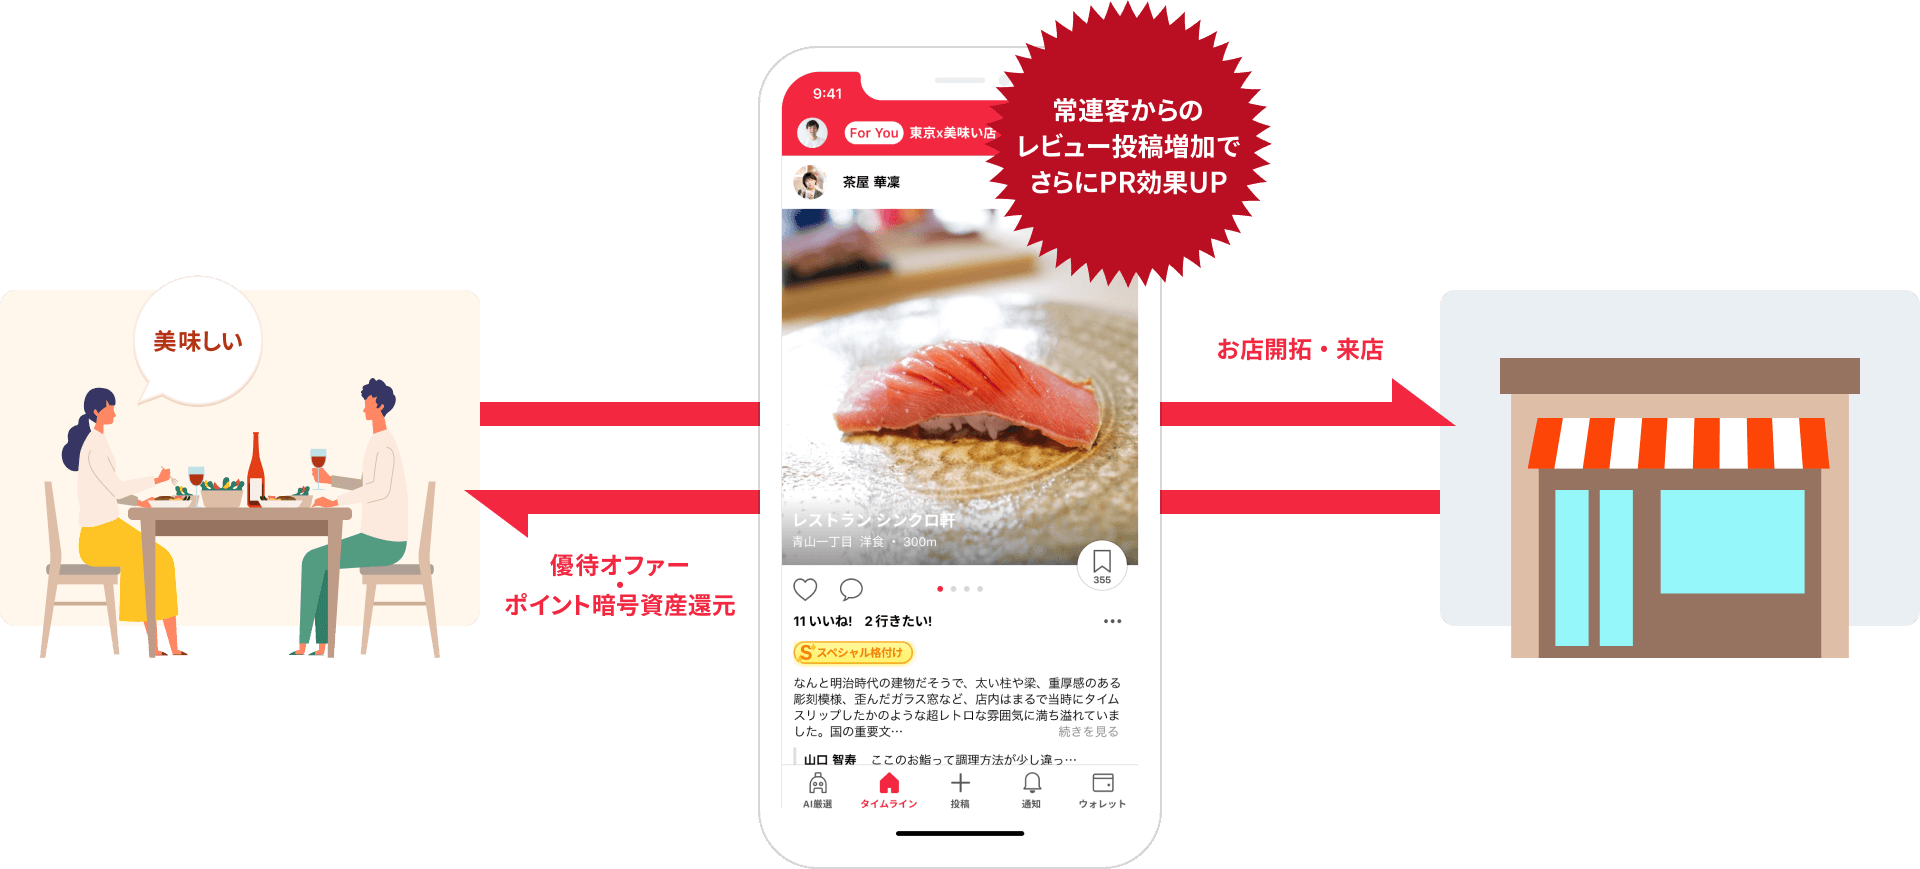 常連客からの
レビュー投稿増加で
さらにPR効果UP
9:41
For You 東京x美味い店
茶屋 華凜
美味しい
お店開拓・来店
優待オファー
・
ポイント暗号資産還元
レストラン シンクロ軒
青山一丁目 洋食・300m
355
11 いいね! 2 行きたい!
S スペシャル格付け
なんと明治時代の建物だそうで、太い柱や梁、重厚感のある
彫刻模様、歪んだガラス窓など、店内はまるで当時にタイム
スリップしたかのような超レトロな雰囲気に満ち溢れていま
した。国の重要文… 続きを見る
山口 智寿 ここのお鮨って調理方法が少し違っ…
AI厳選 タイムライン 投稿 通知 ウォレット